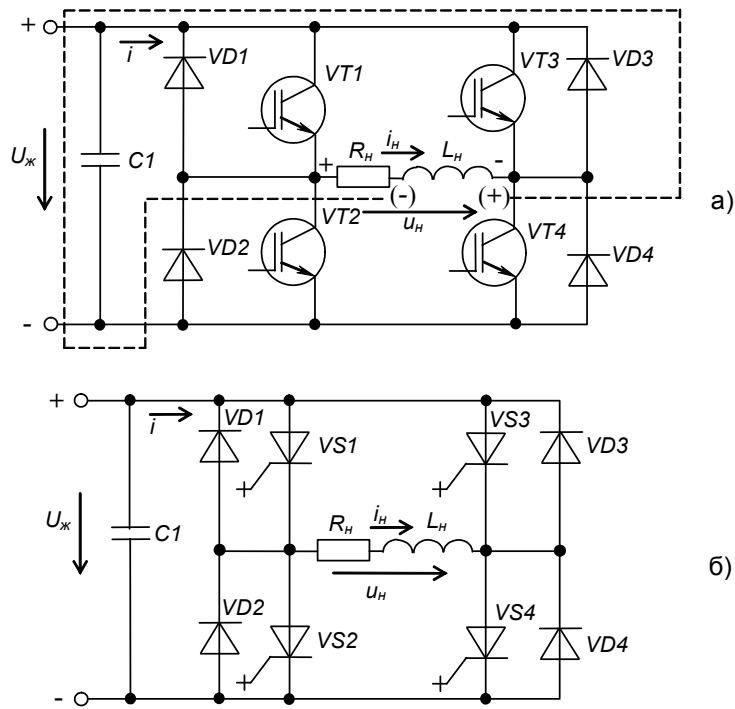 +
i
VD1
VT1
VT3
VD3
Uж
C1
+
Rн
iн
Lн
-
(-)
(+)
uн
а)
VD2
VT2
VT4
VD4
-
+
i
VD1
VS1
VS3
VD3
Uж
C1
Rн
iн
Lн
+
+
uн
б)
VD2
VS2
VS4
VD4
+
+
-